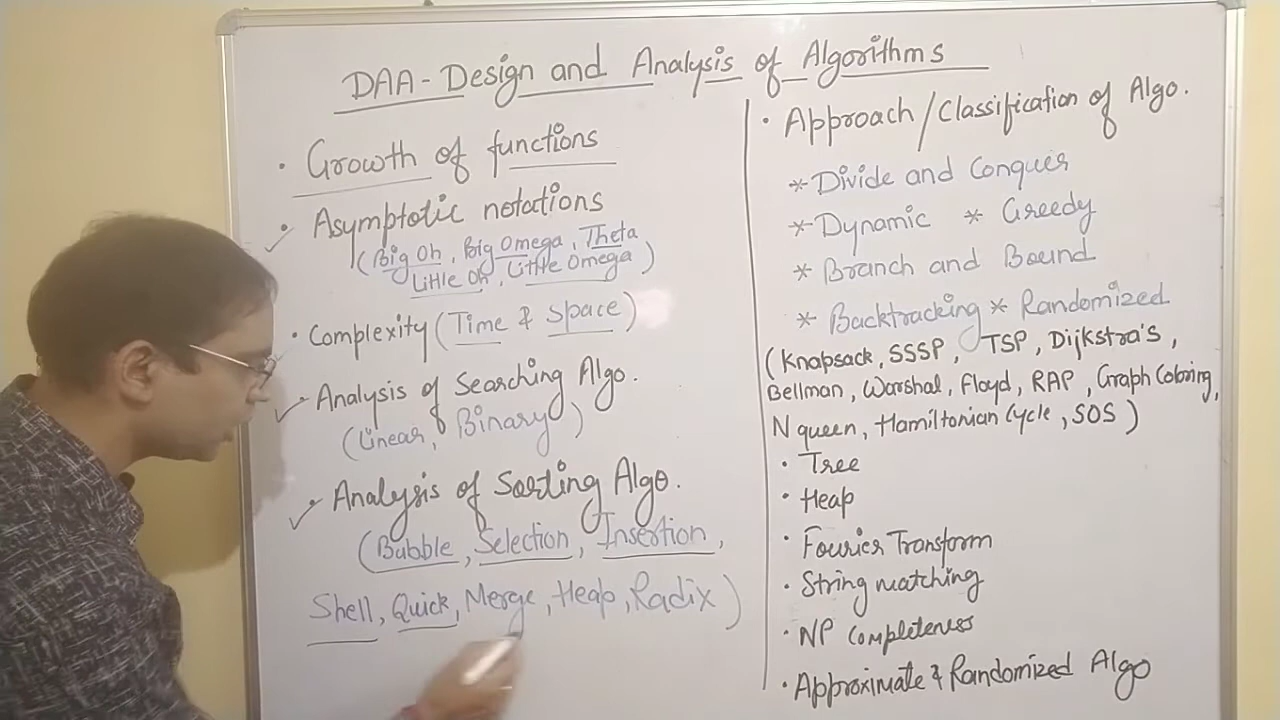 DAA - Design and Analysis of Algorithms
• Growth of functions
• Asymptotic notations
(Big Oh, Big Omega, Theta
Little Oh, Little Omega)
• Complexity (Time & Space)
• Analysis of Searching Algo.
(Linear, Binary)
• Analysis of Sorting Algo.
(Bubble, Selection, Insertion,
Shell, Quick, Merge, Heap, Radix)
• Approach/Classification of Algo.
* Divide and Conquer
* Dynamic * Greedy
* Branch and Bound
* Backtracking * Randomized
(Knapsack, SSSP, TSP, Dijkstra's,
Bellman, Warshal, Floyd, RAP, Graph Coloring,
N queen, Hamiltonian Cycle, SOS)
• Tree
• Heap
• Fourier Transform
• String matching
• NP completeness
• Approximate & Randomized Algo